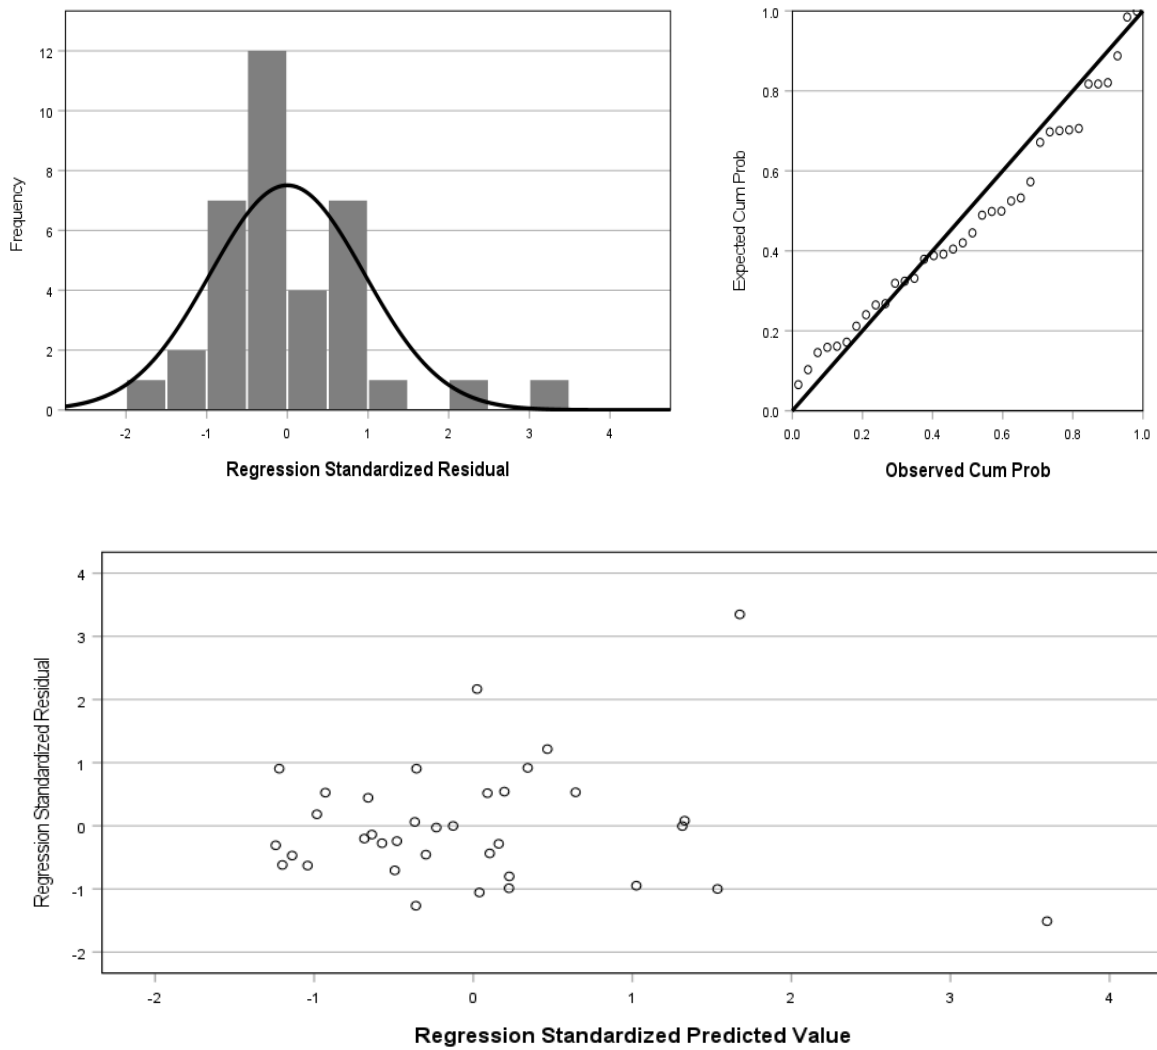 12
10
8
6
4
2
0
Frequency
-2 -1 0 1 2 3 4
Regression Standardized Residual
1.0
0.8
0.6
0.4
0.2
0.0
Expected Cum Prob
0.0 0.2 0.4 0.6 0.8 1.0
Observed Cum Prob
4
3
2
1
0
-1
-2
Regression Standardized Residual
-2 -1 0 1 2 3 4
Regression Standardized Predicted Value